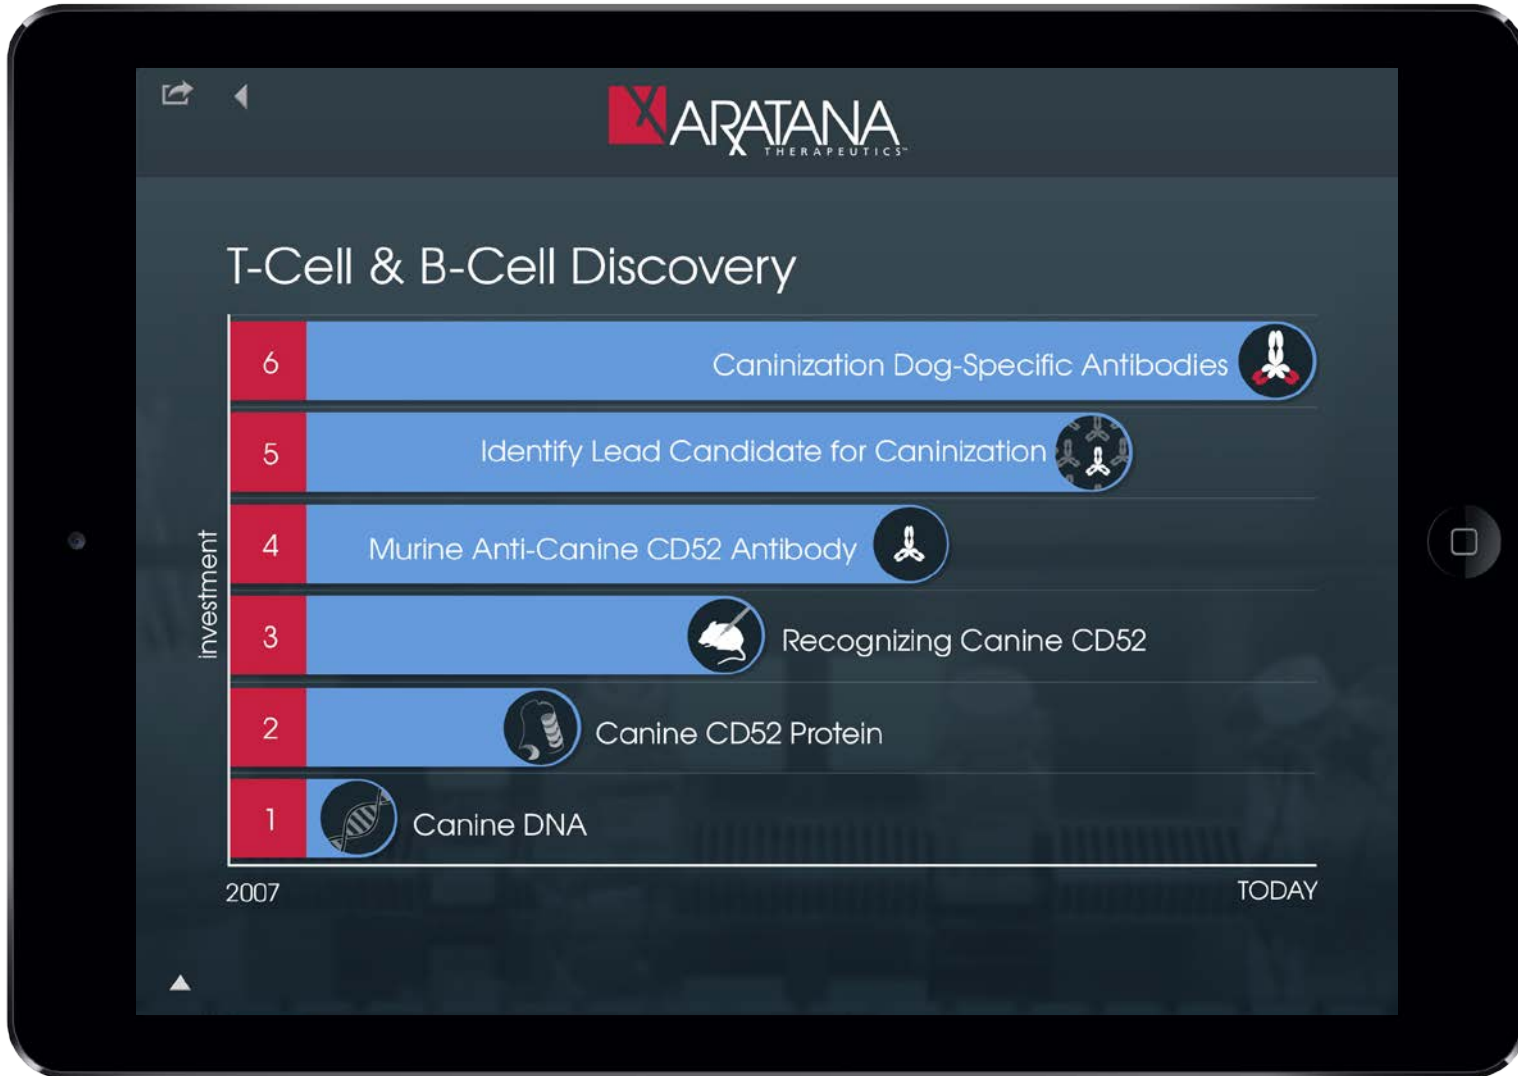 ARATANA
THERAPEUTICS™
T-Cell & B-Cell Discovery
6
Caninization Dog-Specific Antibodies
5
Identify Lead Candidate for Caninization
4
Murine Anti-Canine CD52 Antibody
3
Recognizing Canine CD52
2
Canine CD52 Protein
1
Canine DNA
investment
2007
TODAY